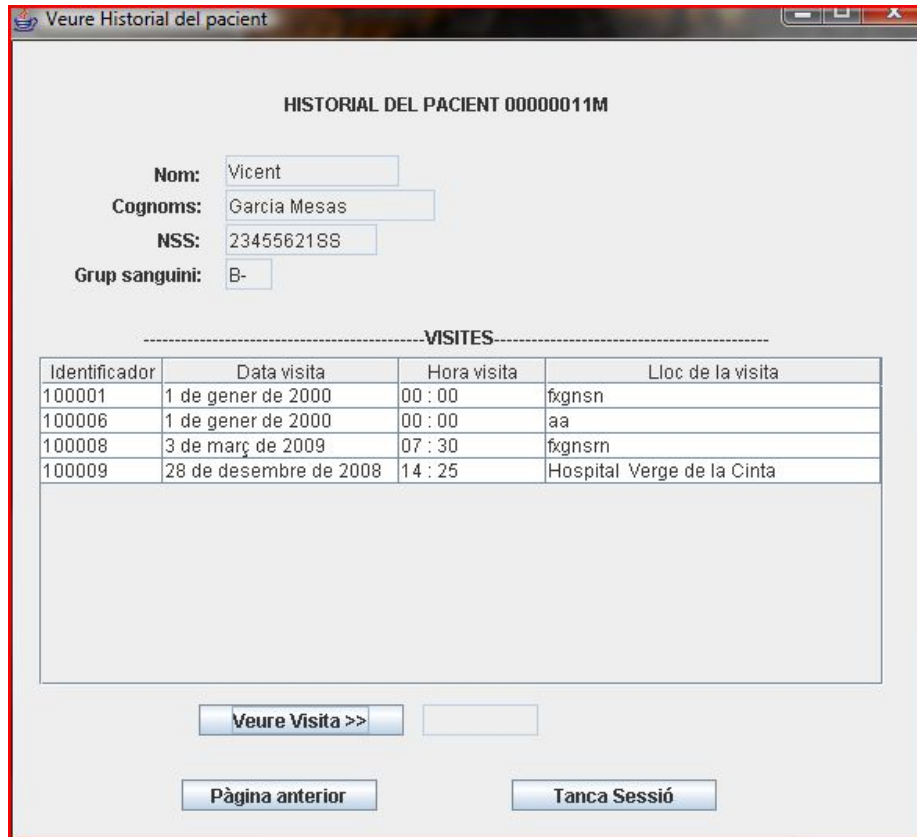 Veure Historial del pacient
HISTORIAL DEL PACIENT 00000011M
Nom: Vicent
Cognoms: Garcia Mesas
NSS: 23455621SS
Grup sanguini: B-
---------------------------------------------VISITES--------------------------------------------
Identificador Data visita Hora visita Lloc de la visita
100001 1 de gener de 2000 00 : 00 fxgnsn
100006 1 de gener de 2000 00 : 00 aa
100008 3 de març de 2009 07 : 30 fxgnsrn
100009 28 de desembre de 2008 14 : 25 Hospital Verge de la Cinta
Veure Visita >>
Pàgina anterior Tanca Sessió